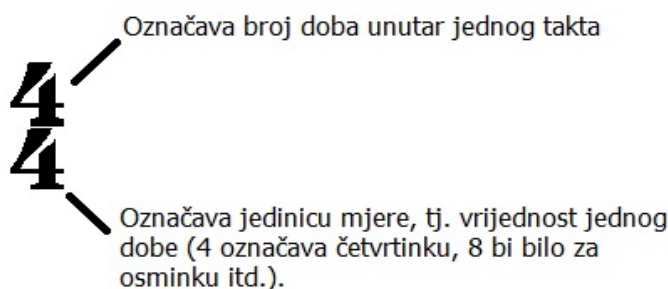 Označava broj doba unutar jednog takta
4
4
Označava jedinicu mjere, tj. vrijednost jednog
dobe (4 označava četvrtinku, 8 bi bilo za
osminku itd.).